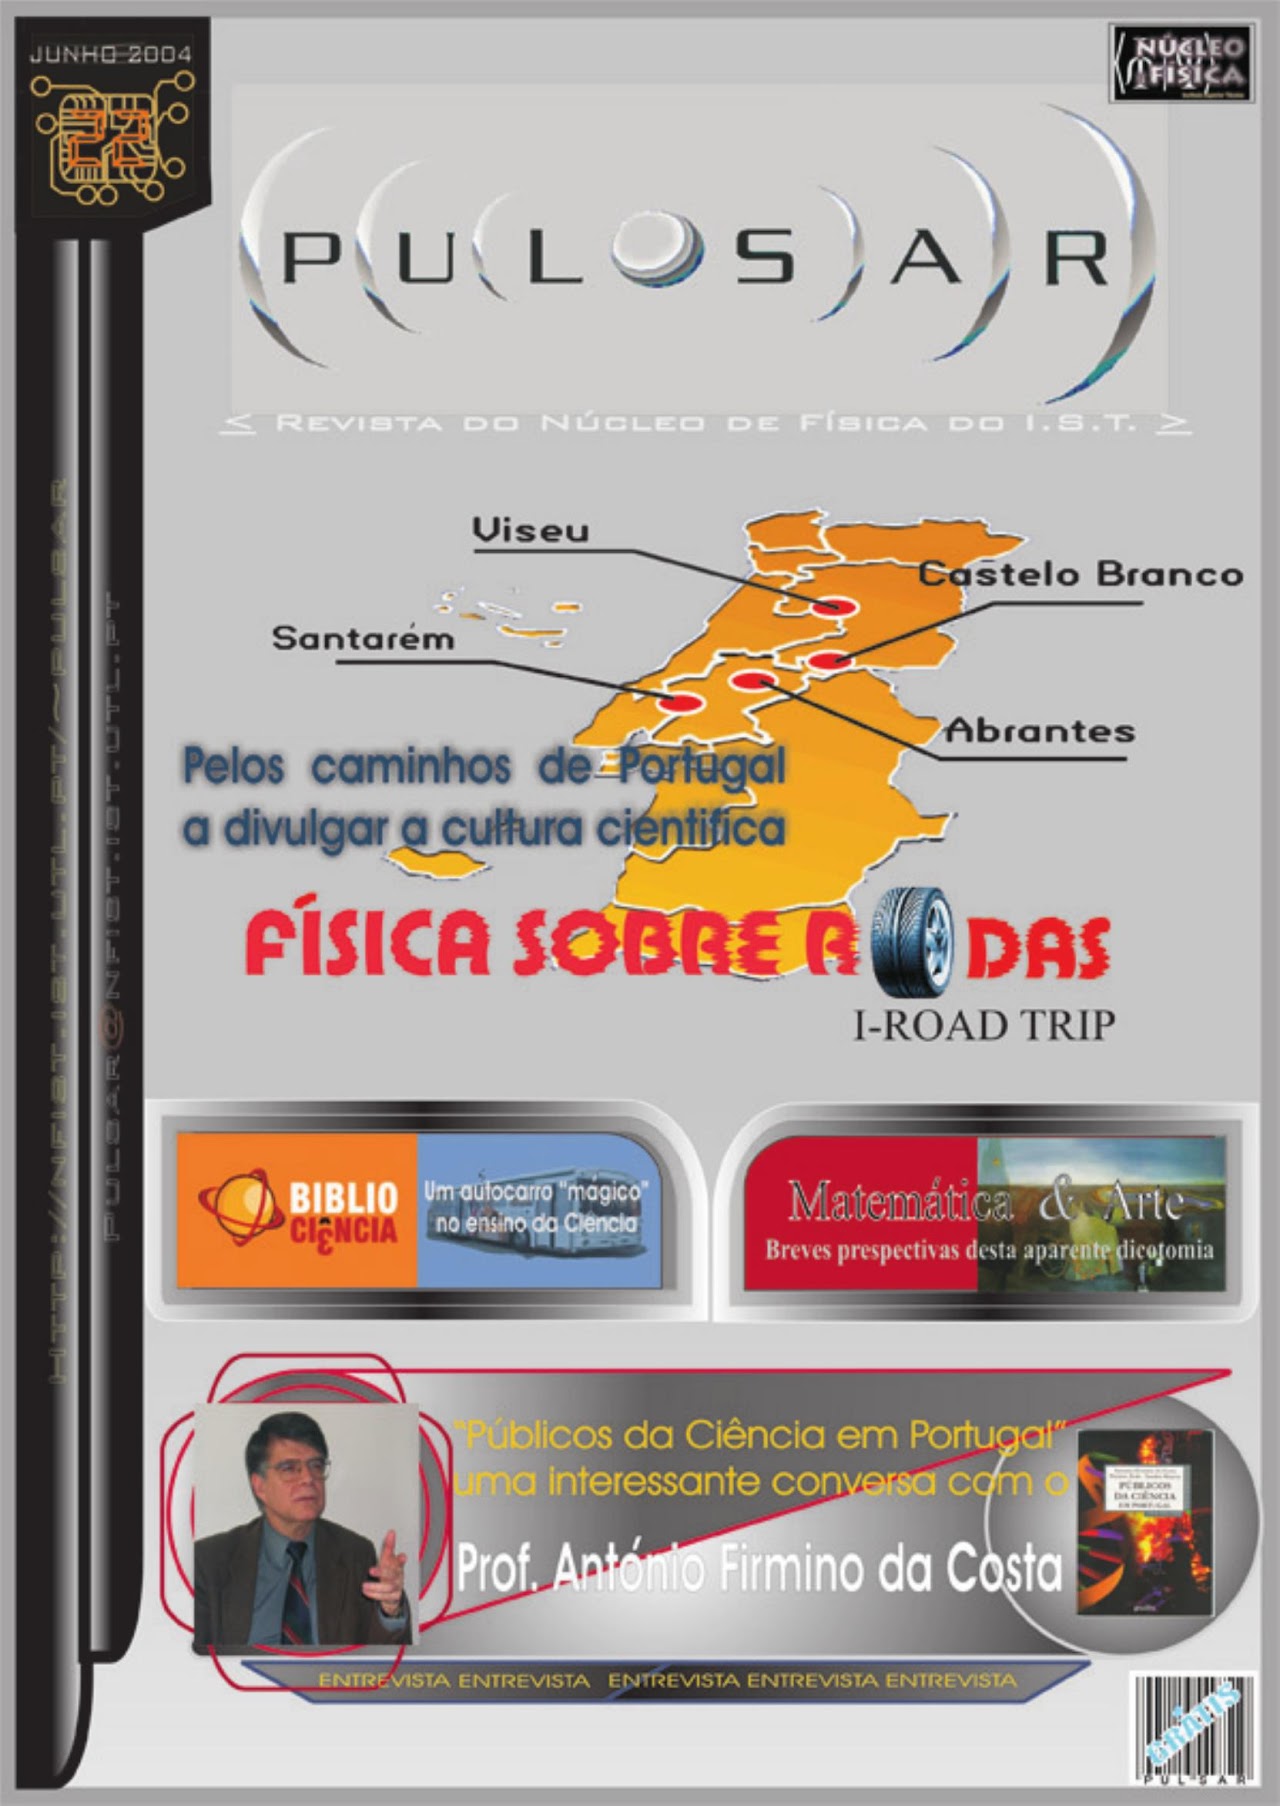 JUNHO 2004
22
NÚCLEO
FÍSICA
PULSAR
< REVISTA DO NÚCLEO DE FÍSICA DO I.S.T. >
HTTP://NFIST.IST.UTL.PT/~PULSAR
PULSAR@NFIST.IST.UTL.PT
Viseu
Castelo Branco
Santarém
Abrantes
Pelos caminhos de Portugal
a divulgar a cultura cientifica
FÍSICA SOBRE RODAS
I-ROAD TRIP
BIBLIO
CIÊNCIA
Um autocarro "magico"
no ensino da Ciência
Matemática & Arte
Breves prespectivas desta aparente dicotomia
"Públicos da Ciência em Portugal"
uma interessante conversa com o
Prof. António Firmino da Costa
PÚBLICOS
DA CIÊNCIA
EM PORTUGAL
ENTREVISTA ENTREVISTA ENTREVISTA ENTREVISTA ENTREVISTA
GRÁTIS
PULSAR